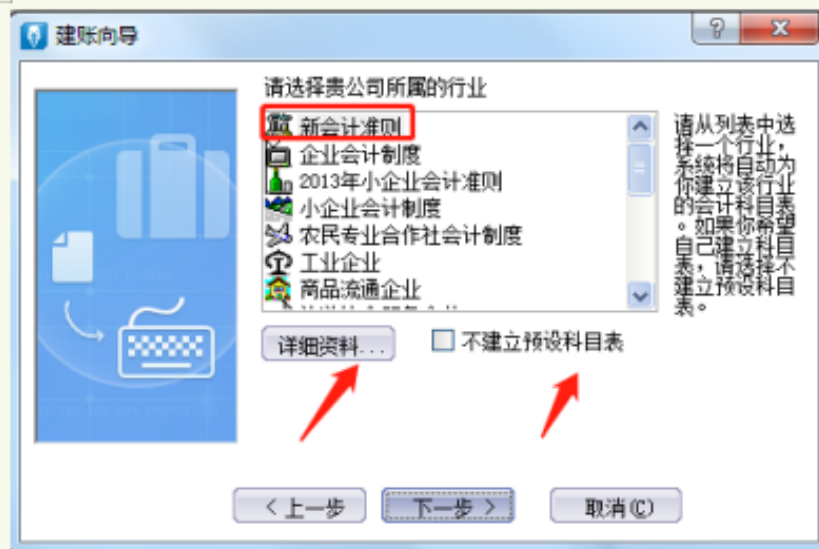 建账向导
请选择贵公司所属的行业
新会计准则
企业会计制度
2013年小企业会计准则
小企业会计制度
农民专业合作社会计制度
工业企业
商品流通企业
请从列表中选
择一个行业，
系统将自动为
你建立该行业
的会计科目表
。如果你希望
自己建立科目
表，请选择不
建立预设科目
表。
详细资料...
不建立预设科目表
<上一步
下一步>
取消(C)